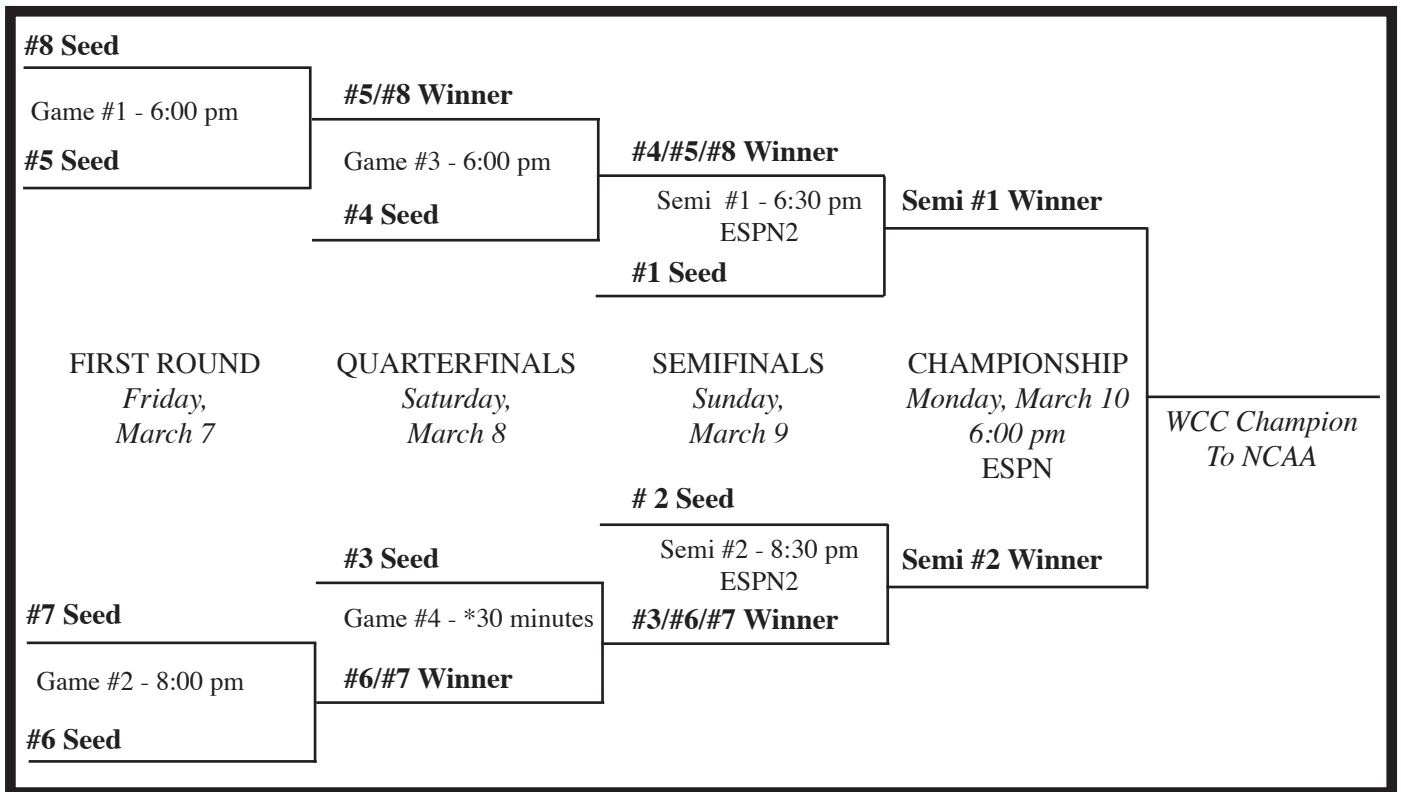 #8 Seed
Game #1 - 6:00 pm
#5 Seed
#5/#8 Winner
Game #3 - 6:00 pm
#4 Seed
#4/#5/#8 Winner
Semi #1 - 6:30 pm
ESPN2
#1 Seed
Semi #1 Winner
FIRST ROUND
Friday,
March 7
QUARTERFINALS
Saturday,
March 8
SEMIFINALS
Sunday,
March 9
CHAMPIONSHIP
Monday, March 10
6:00 pm
ESPN
WCC Champion
To NCAA
# 2 Seed
Semi #2 - 8:30 pm
ESPN2
#3/#6/#7 Winner
Semi #2 Winner
#3 Seed
Game #4 - *30 minutes
#6/#7 Winner
#7 Seed
Game #2 - 8:00 pm
#6 Seed